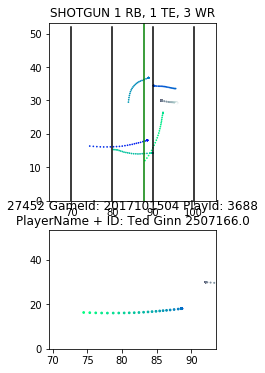 SHOTGUN 1 RB, 1 TE, 3 WR
50
40
30
20
10
0
70 80 90 100
27452 GameId: 2017101504 PlayId: 3688
PlayerName + ID: Ted Ginn 2507166.0
40
20
0
70 75 80 85 90